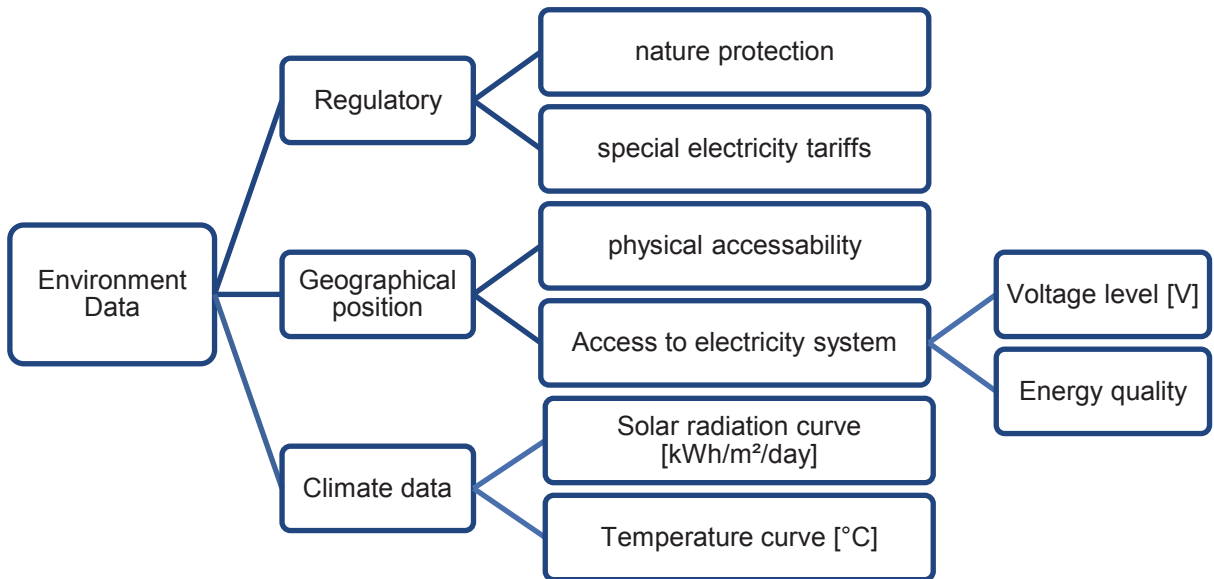 nature protection
Regulatory
special electricity tariffs
Environment
Data
Geographical
position
physical accessability
Access to electricity system
Voltage level [V]
Energy quality
Climate data
Solar radiation curve
[kWh/m²/day]
Temperature curve [°C]